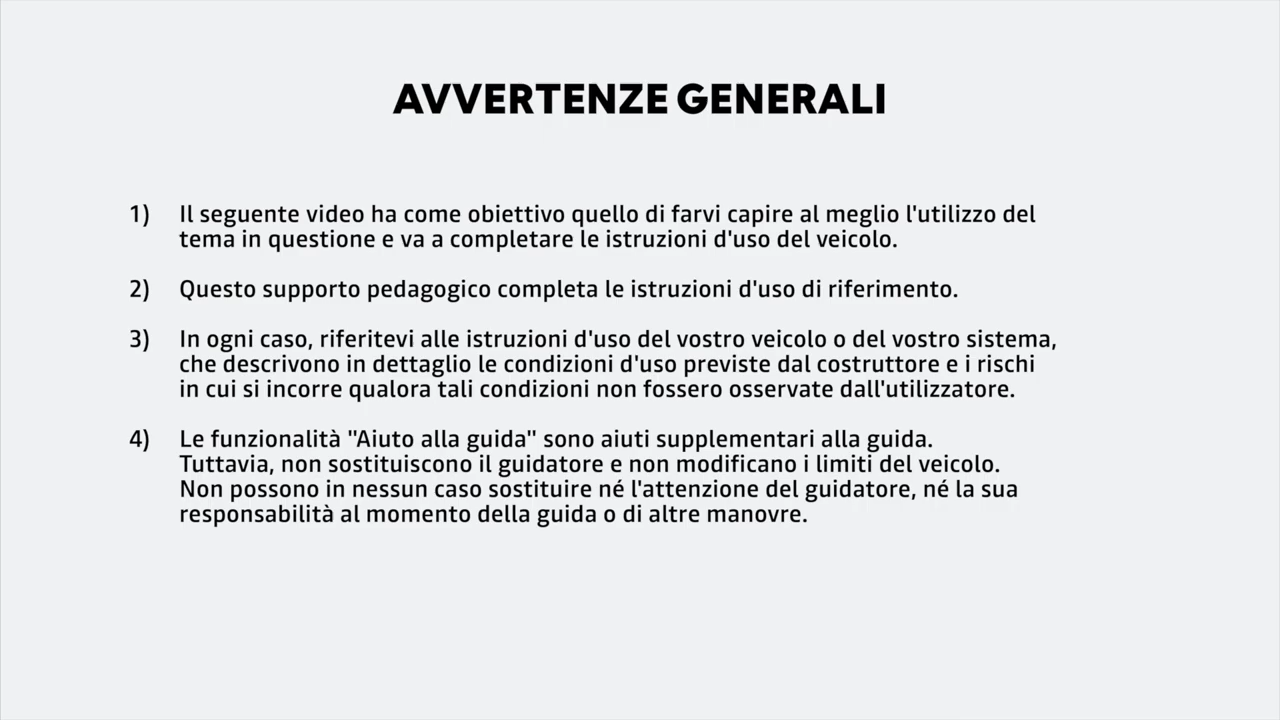 AVVERTENZE GENERALI
1) Il seguente video ha come obiettivo quello di farvi capire al meglio l'utilizzo del
tema in questione e va a completare le istruzioni d'uso del veicolo.
2) Questo supporto pedagogico completa le istruzioni d'uso di riferimento.
3) In ogni caso, riferitevi alle istruzioni d'uso del vostro veicolo o del vostro sistema,
che descrivono in dettaglio le condizioni d'uso previste dal costruttore e i rischi
in cui si incorre qualora tali condizioni non fossero osservate dall'utilizzatore.
4) Le funzionalità "Aiuto alla guida" sono aiuti supplementari alla guida.
Tuttavia, non sostituiscono il guidatore e non modificano i limiti del veicolo.
Non possono in nessun caso sostituire né l'attenzione del guidatore, né la sua
responsabilità al momento della guida o di altre manovre.